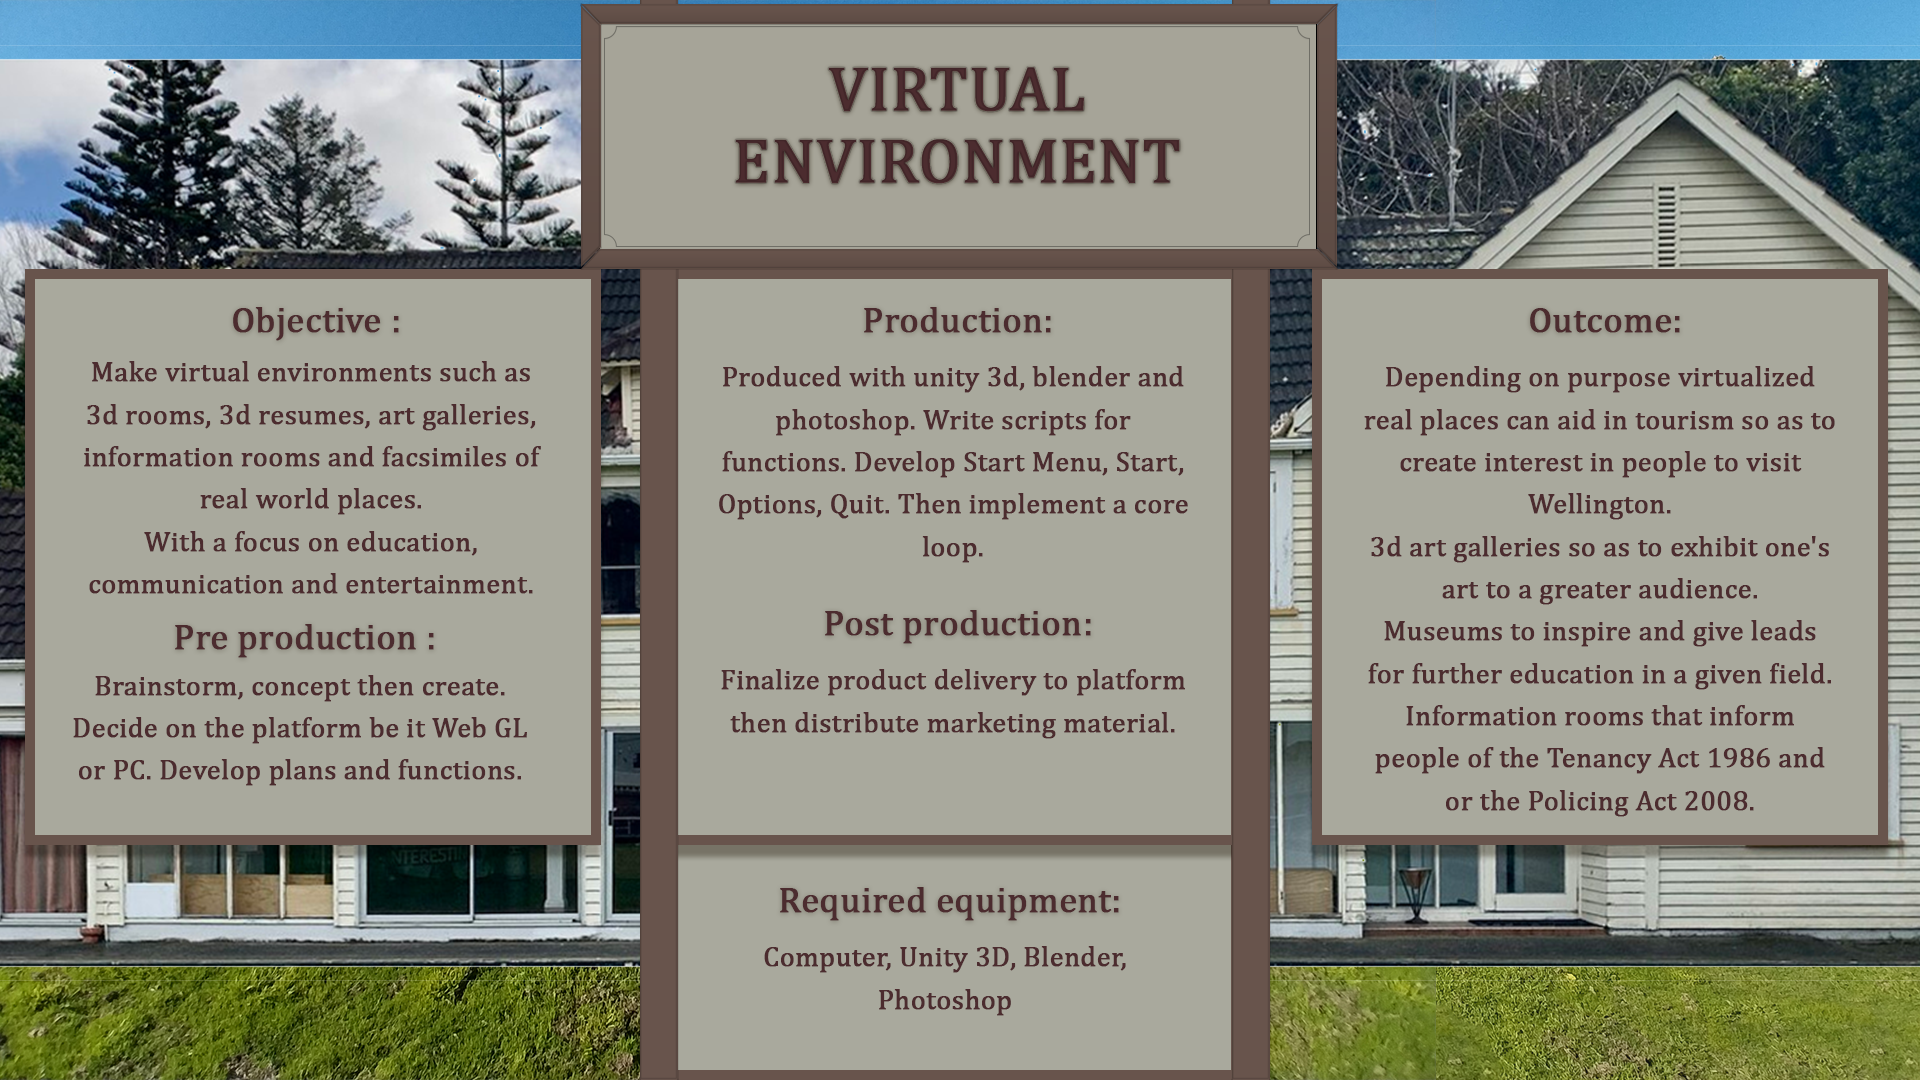 VIRTUAL
ENVIRONMENT
Objective :
Make virtual environments such as
3d rooms, 3d resumes, art galleries,
information rooms and facsimiles of
real world places.
With a focus on education,
communication and entertainment.
Pre production :
Brainstorm, concept then create.
Decide on the platform be it Web GL
or PC. Develop plans and functions.
Production:
Produced with unity 3d, blender and
photoshop. Write scripts for
functions. Develop Start Menu, Start,
Options, Quit. Then implement a core
loop.
Post production:
Finalize product delivery to platform
then distribute marketing material.
Required equipment:
Computer, Unity 3D, Blender,
Photoshop
Outcome:
Depending on purpose virtualized
real places can aid in tourism so as to
create interest in people to visit
Wellington.
3d art galleries so as to exhibit one's
art to a greater audience.
Museums to inspire and give leads
for further education in a given field.
Information rooms that inform
people of the Tenancy Act 1986 and
or the Policing Act 2008.